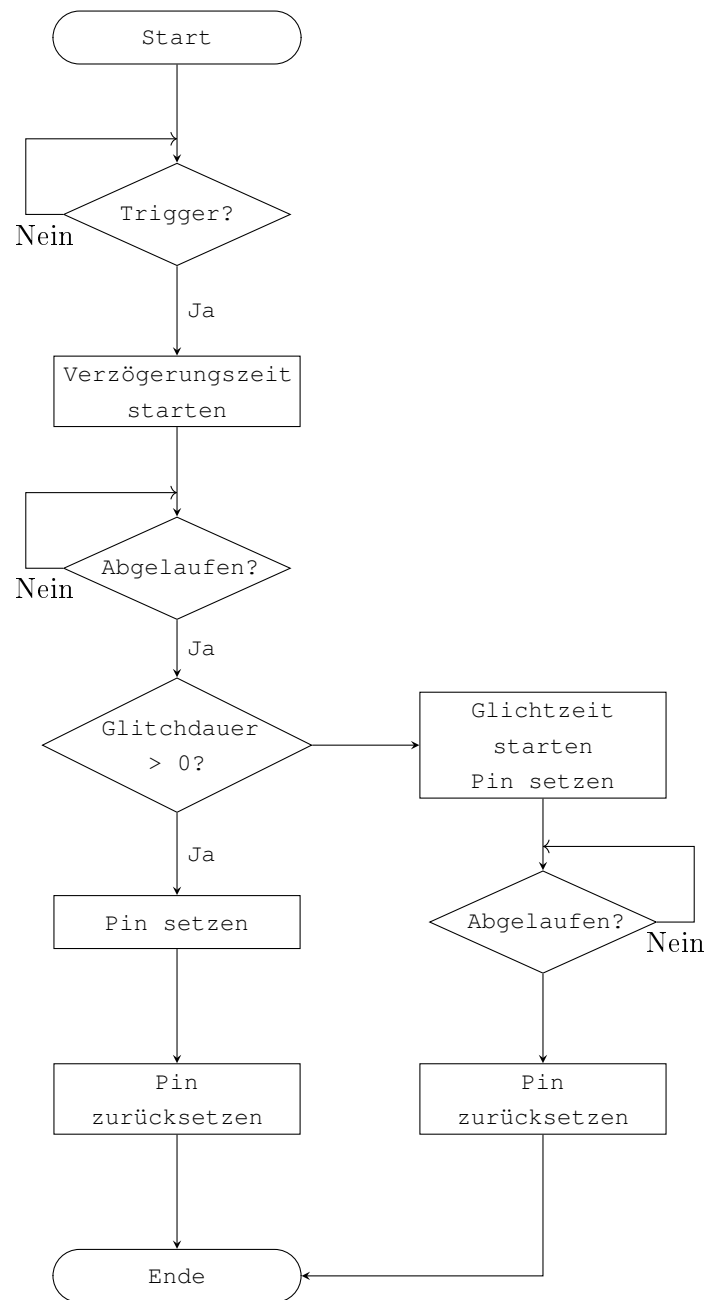 Start
Trigger?
Nein
Ja
Verzögerungszeit
starten
Abgelaufen?
Nein
Ja
Glitchdauer
> 0?
Glichtzeit
starten
Pin setzen
Ja
Pin setzen
Abgelaufen?
Nein
Pin
zurücksetzen
Pin
zurücksetzen
Ende